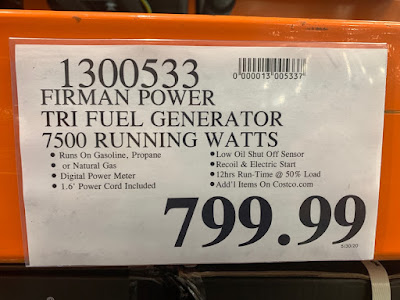 1300533
0"000013"005337"
FIRMAN POWER
TRI FUEL GENERATOR
7500 RUNNING WATTS
• Runs On Gasoline, Propane
• or Natural Gas
• Digital Power Meter
• 1.6' Power Cord Included
• Low Oil Shut Off Sensor
• Recoil & Electric Start
• 12hrs Run-Time @ 50% Load
• Add'l Items On Costco.com
799.99